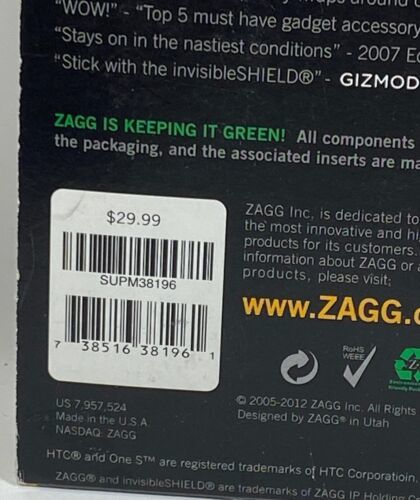 "WOW!" - "Top 5 must have gadget accessory
"Stays on in the nastiest conditions" - 2007
"Stick with the invisibleSHIELD®" - GIZMOD
ZAGG IS KEEPING IT GREEN! All components
the packaging, and the associated inserts are
$29.99
SUPM38196
7 38516 38196 1
ZAGG Inc, is dedicated to
the most innovative and
products for its customers.
information about ZAGG or
products, please visit:
www.ZAGG.
RoHS
WEEE
US 7,957,524
Made in the U.S.A.
NASDAQ: ZAGG
© 2005-2012 ZAGG Inc. All Rights
Designed by ZAGG® in Utah
HTC® and One S™ are registered trademarks of HTC Corporation
ZAGG® and invisibleSHIELD® are trademarks of ZAGG IP Holding